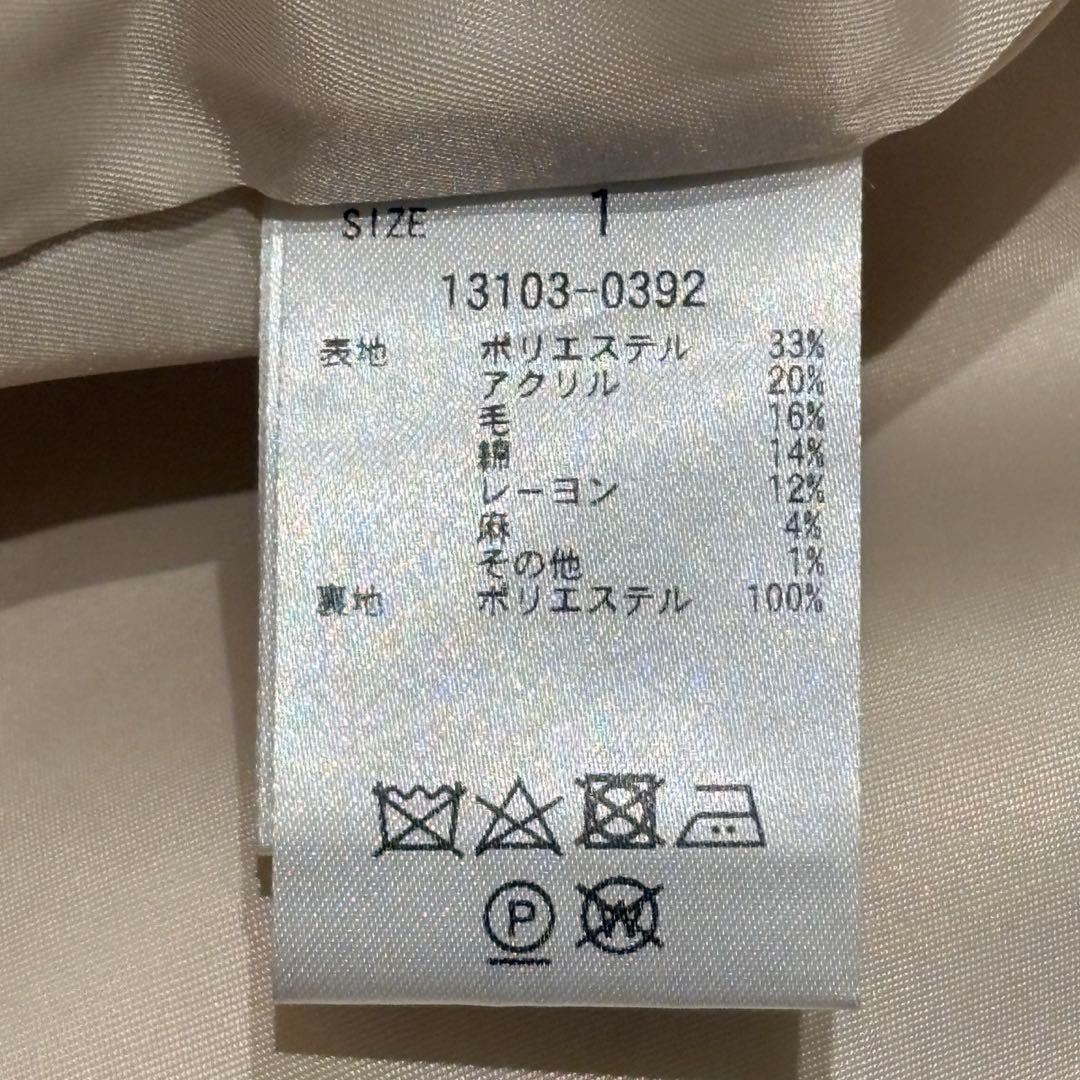 SIZE 1
13103-0392
表地 ポリエステル 33%
アクリル 20%
毛 16%
綿 14%
レーヨン 12%
麻 4%
その他 1%
裏地 ポリエステル 100%
P W